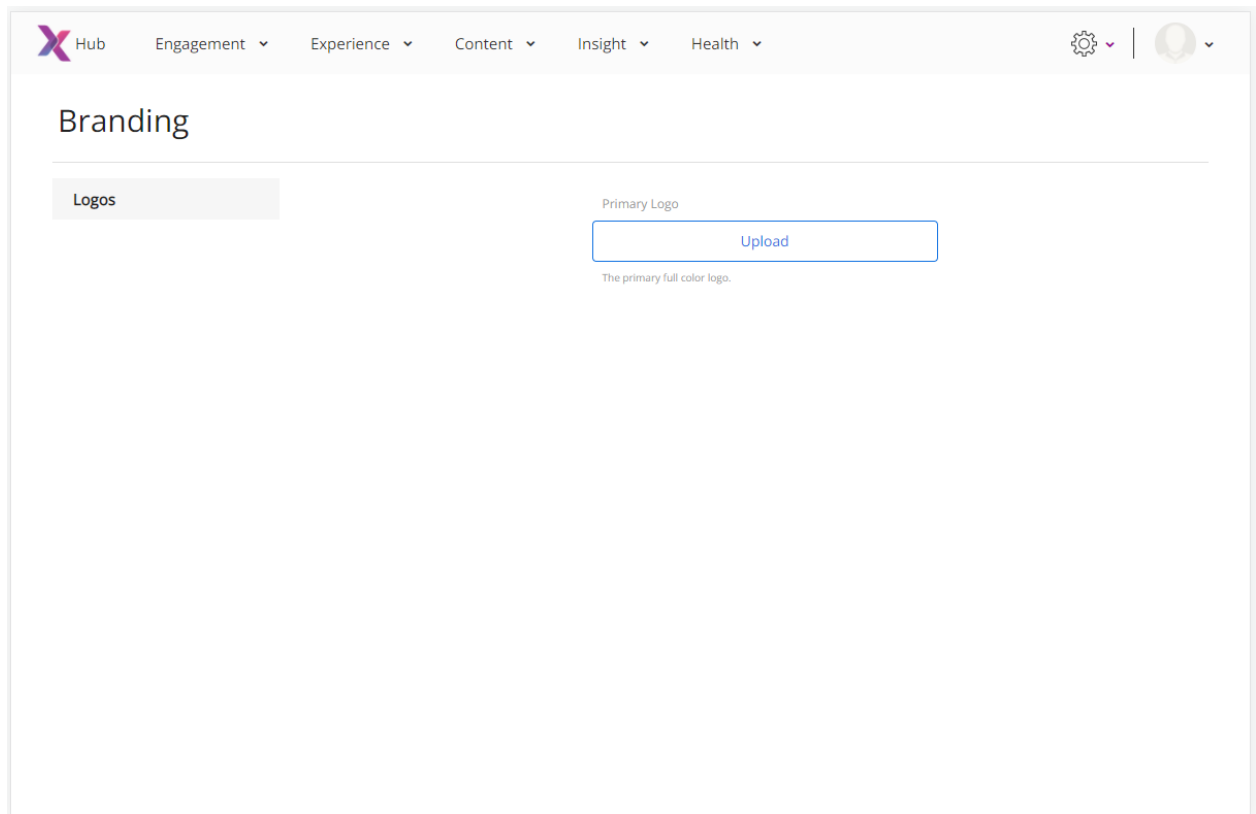 Hub Engagement Experience Content Insight Health
Branding
Logos
Primary Logo
Upload
The primary full color logo.